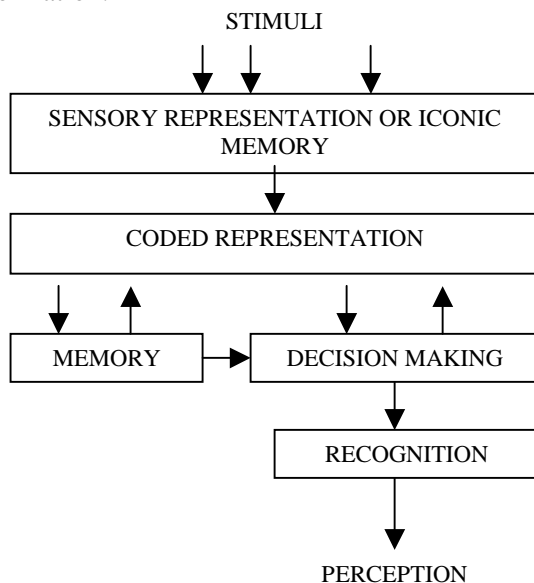 STIMULI
SENSORY REPRESENTATION OR ICONIC
MEMORY
CODED REPRESENTATION
MEMORY
DECISION MAKING
RECOGNITION
PERCEPTION